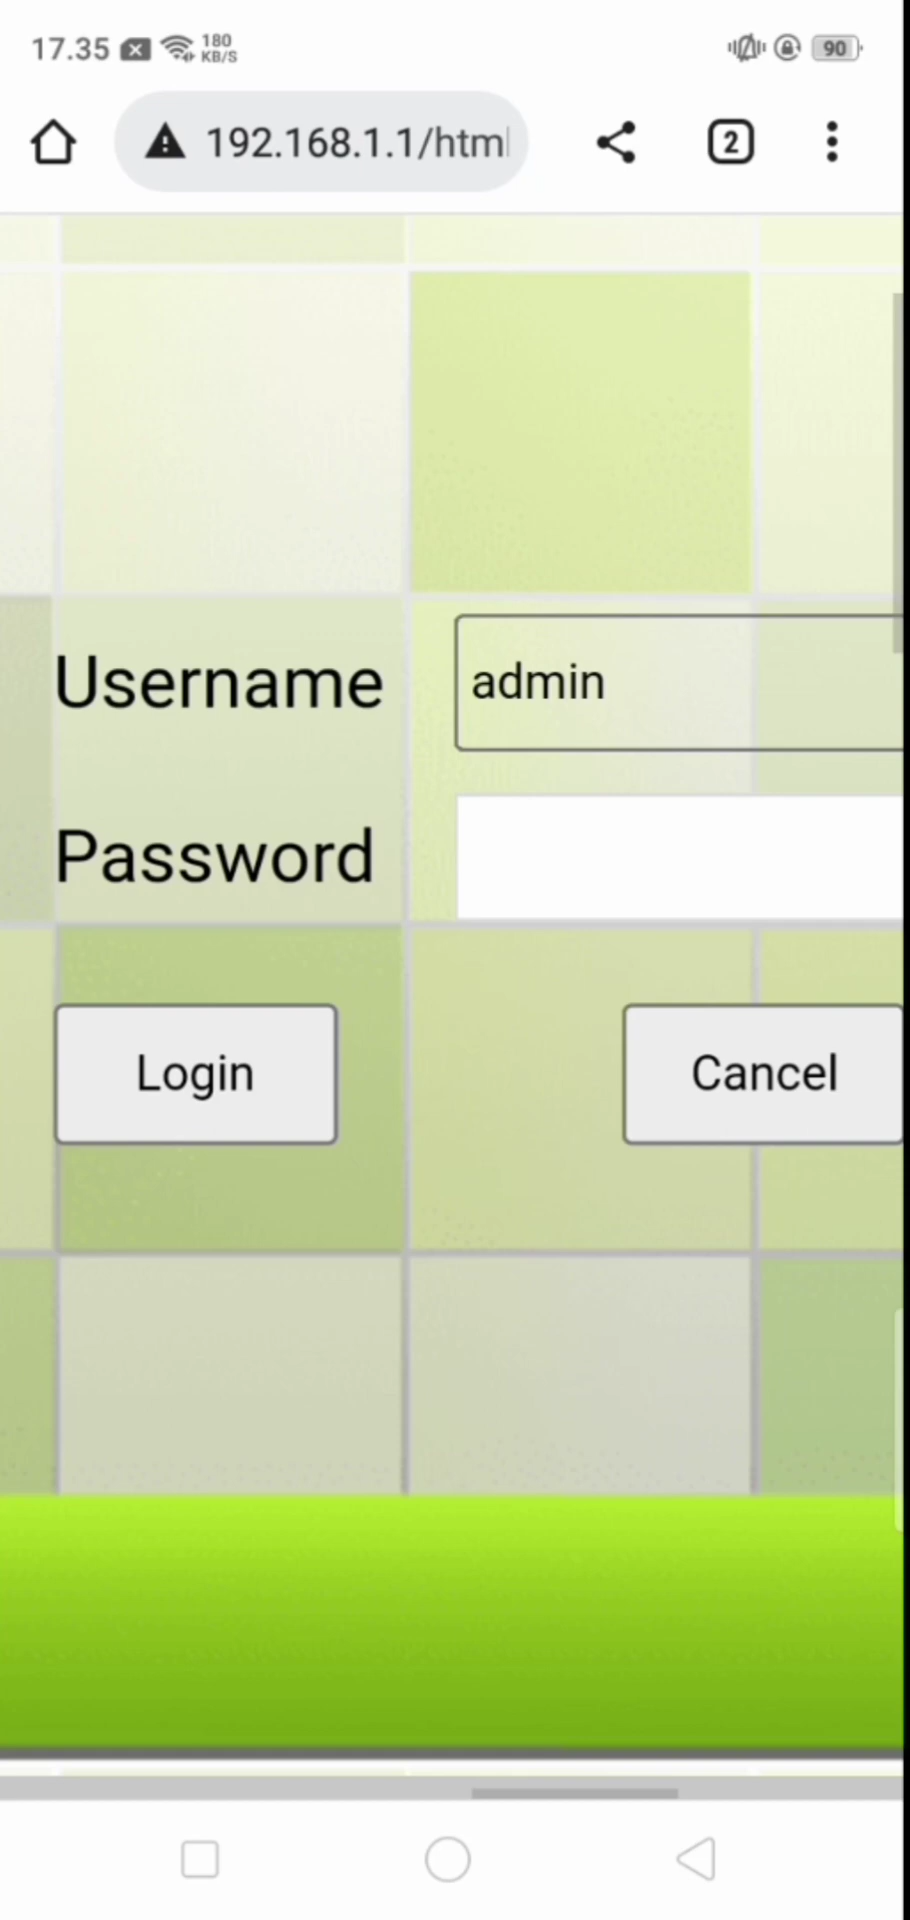 17.35
180
KB/S
90
192.168.1.1/html
2
Username
admin
Password
Login
Cancel